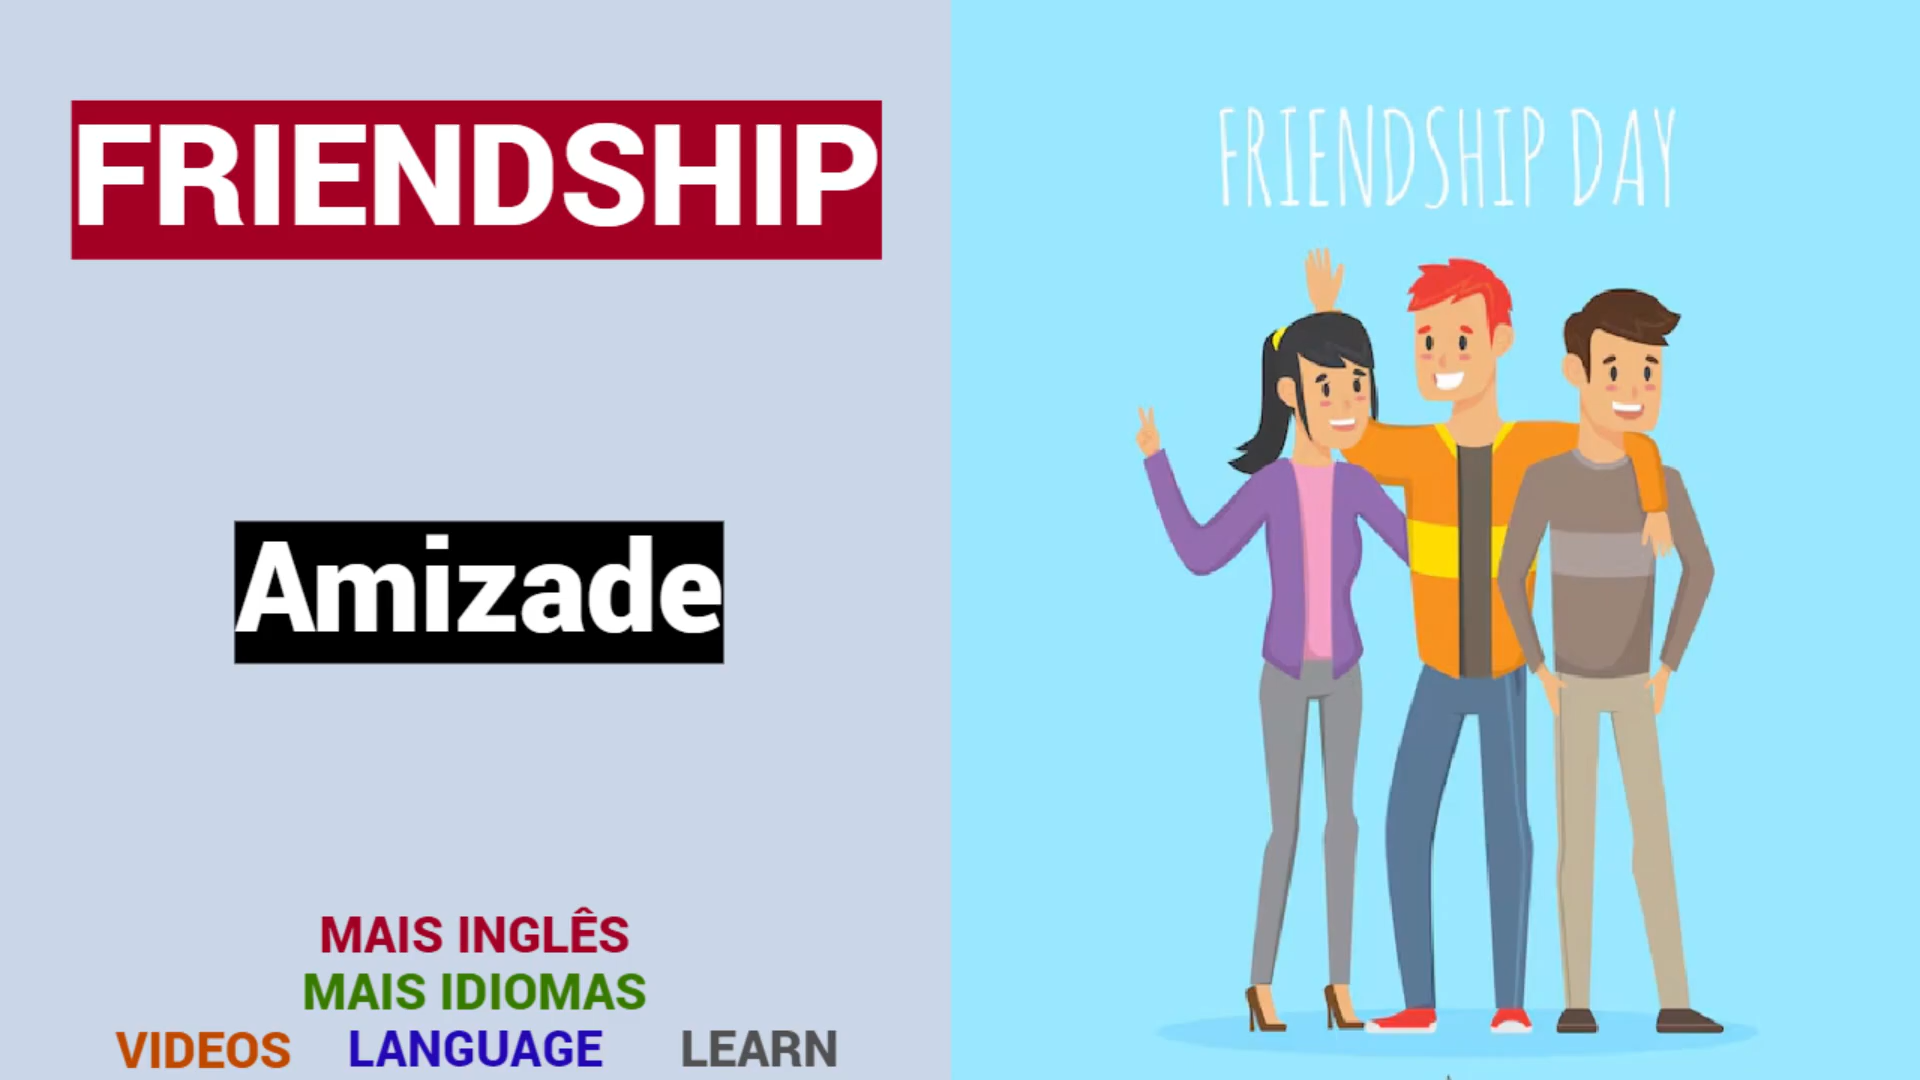 FRIENDSHIP
Amizade
MAIS INGLÊS
MAIS IDIOMAS
VIDEOS LANGUAGE LEARN
FRIENDSHIP DAY